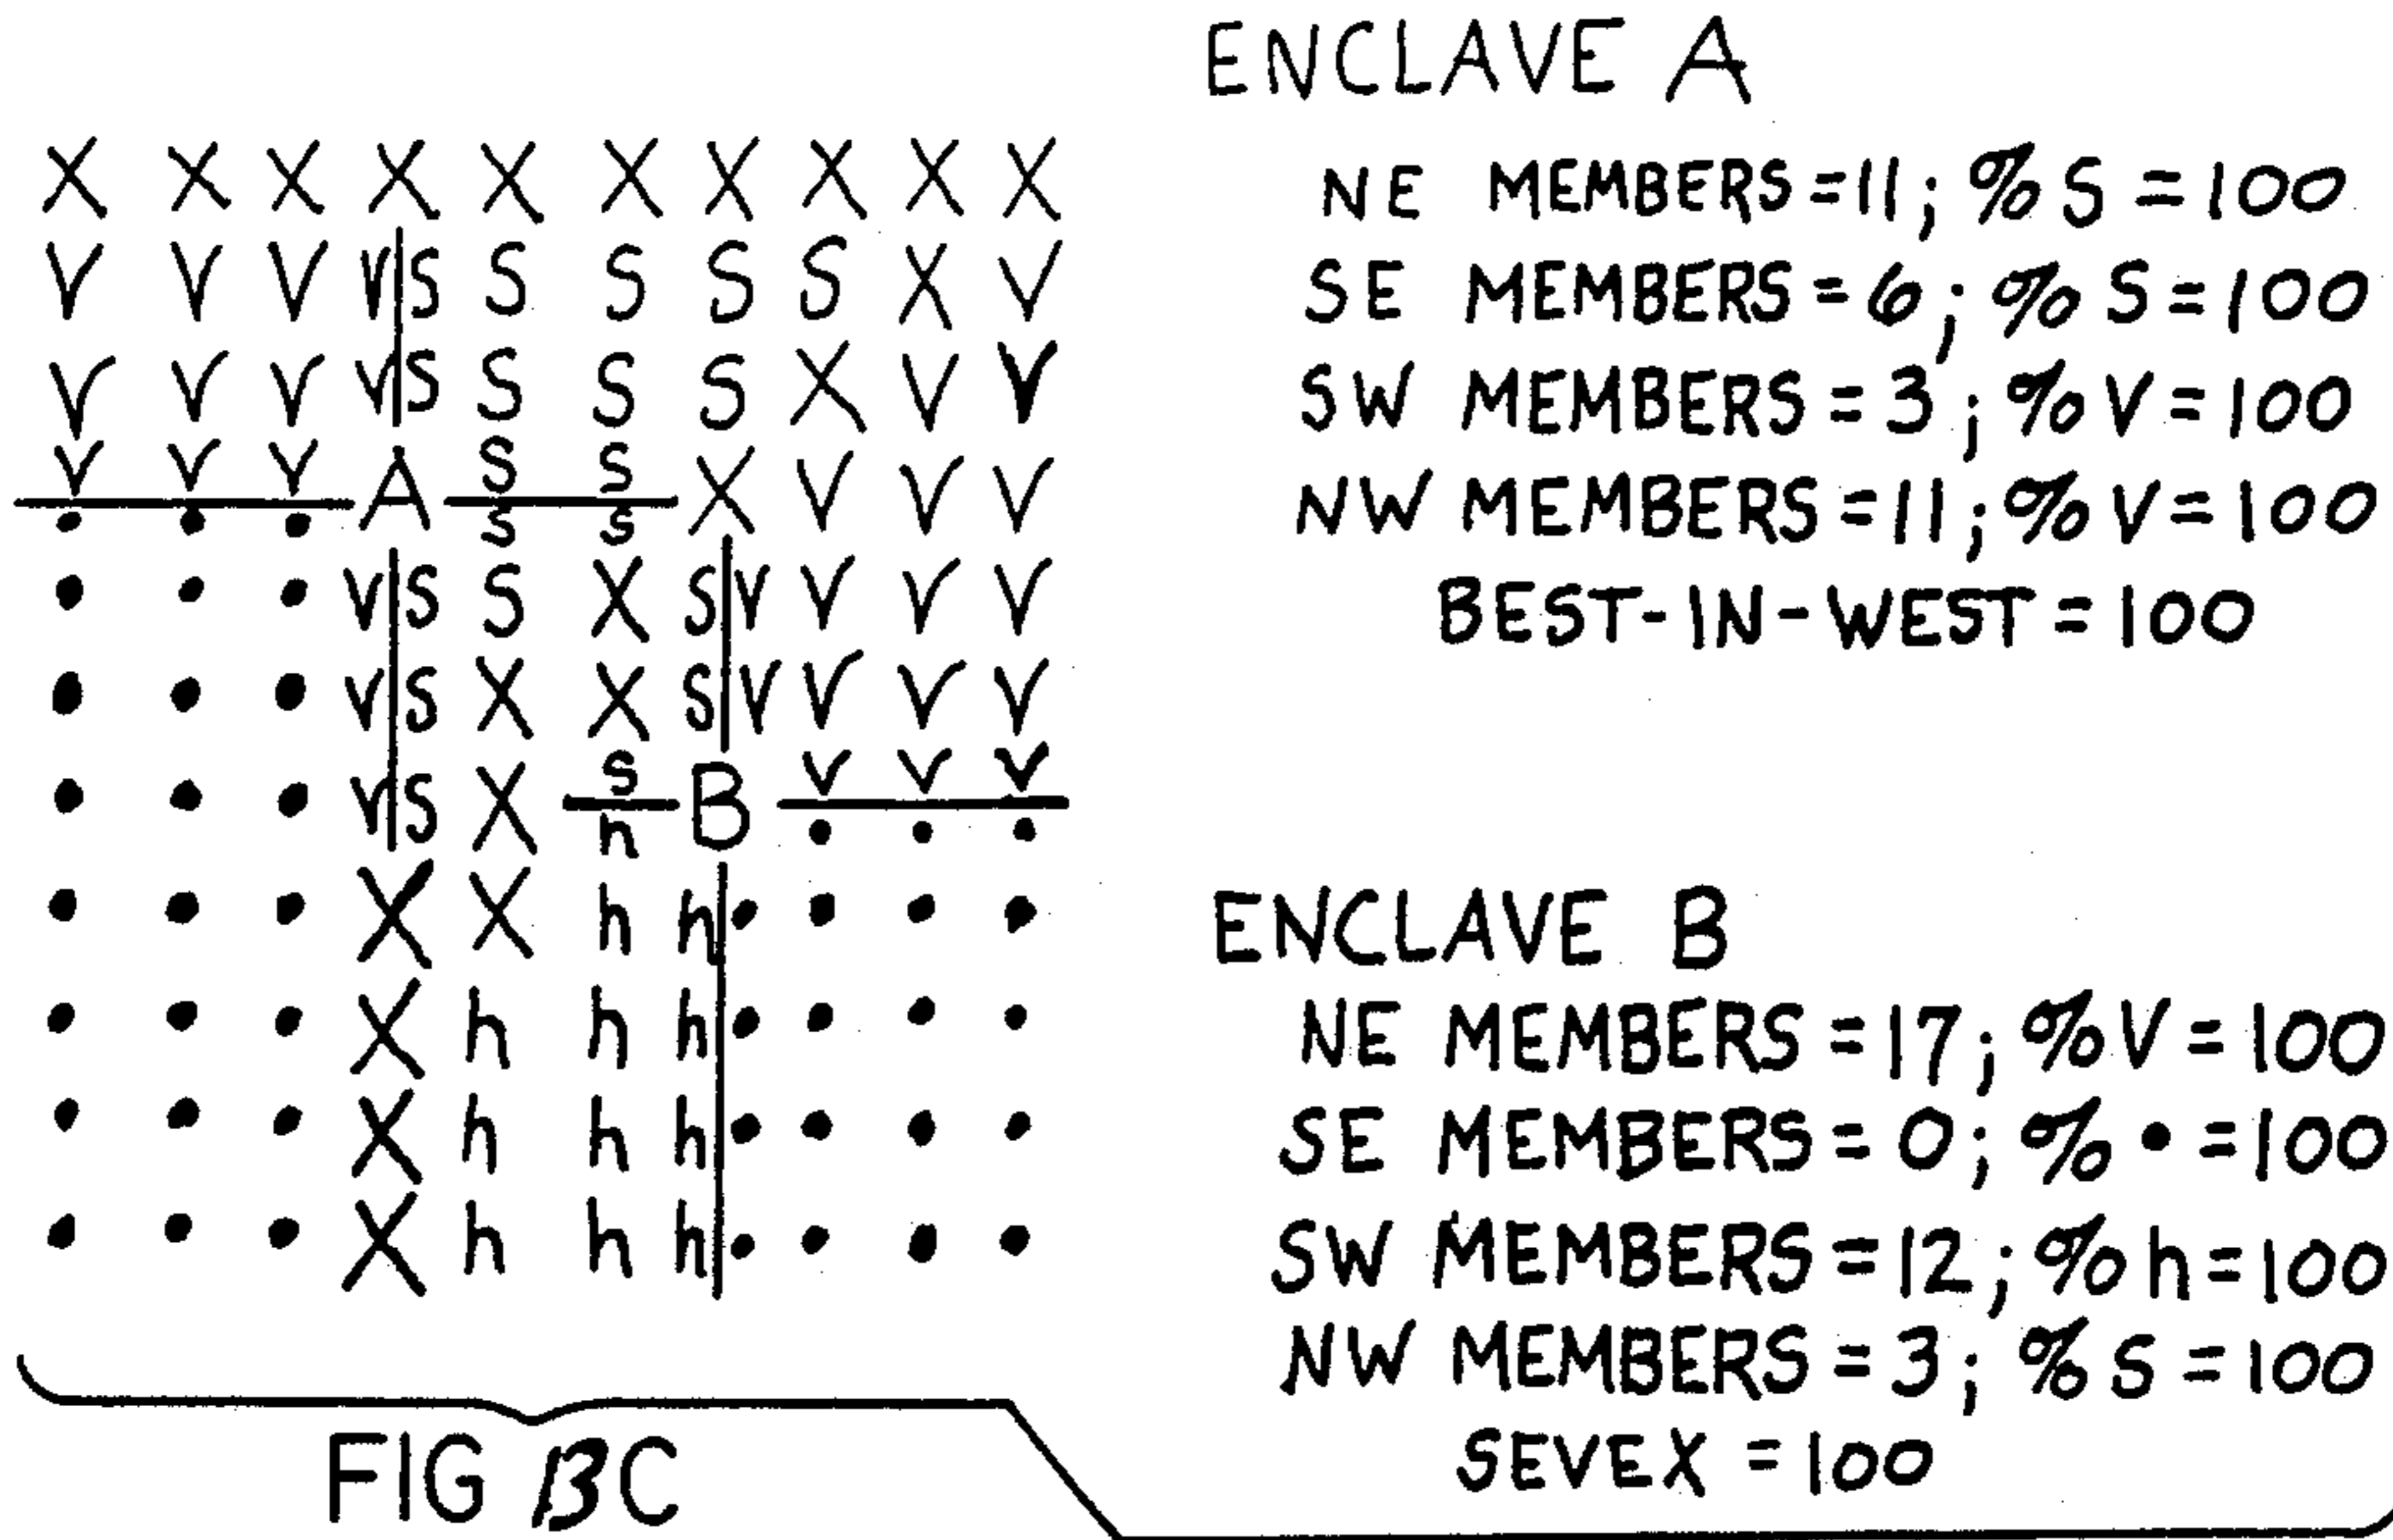 X X X X X X X X X X
V V V V|S S S S S X V
V V V V|S S S S X V V
V V V A S S X V V V
• • • S S
• • • V|S S X S|V V V V
• • • V|S X X S|V V V V
• • • V|S X S B V V V
h • • •
• • • X X h h|• • • •
• • • X h h h|• • • •
• • • X h h h|• • • •
• • • X h h h|• • • •
FIG 13C
ENCLAVE A
NE MEMBERS = 11; % S = 100
SE MEMBERS = 6; % S = 100
SW MEMBERS = 3; % V = 100
NW MEMBERS = 11; % V = 100
BEST-IN-WEST = 100
ENCLAVE B
NE MEMBERS = 17; % V = 100
SE MEMBERS = 0; % • = 100
SW MEMBERS = 12; % h = 100
NW MEMBERS = 3; % S = 100
SEVEX = 100